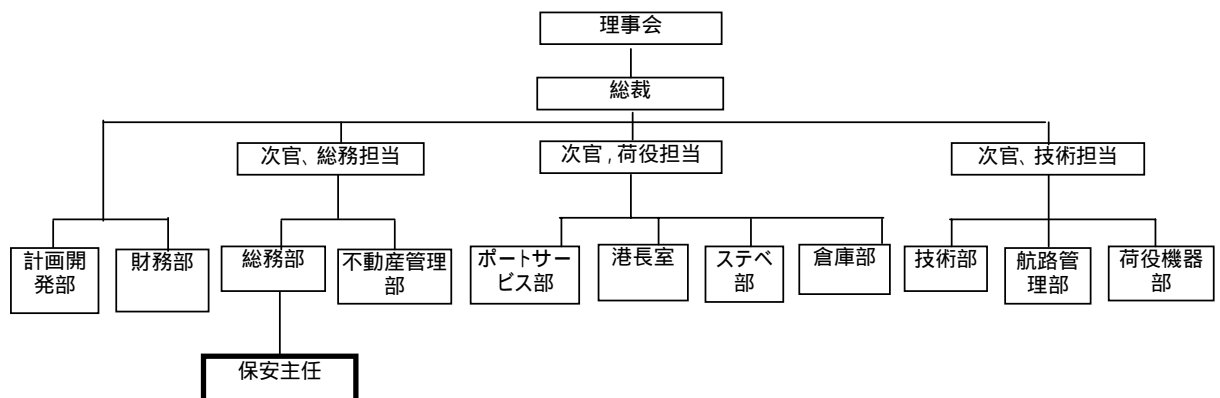 理事会
総裁
次官、総務担当
次官,荷役担当
次官、技術担当
計画開
発部
財務部
総務部
不動産管理
部
ポートサー
ビス部
港長室
ステベ
部
倉庫部
技術部
航路管
理部
荷役機器
部
保安主任